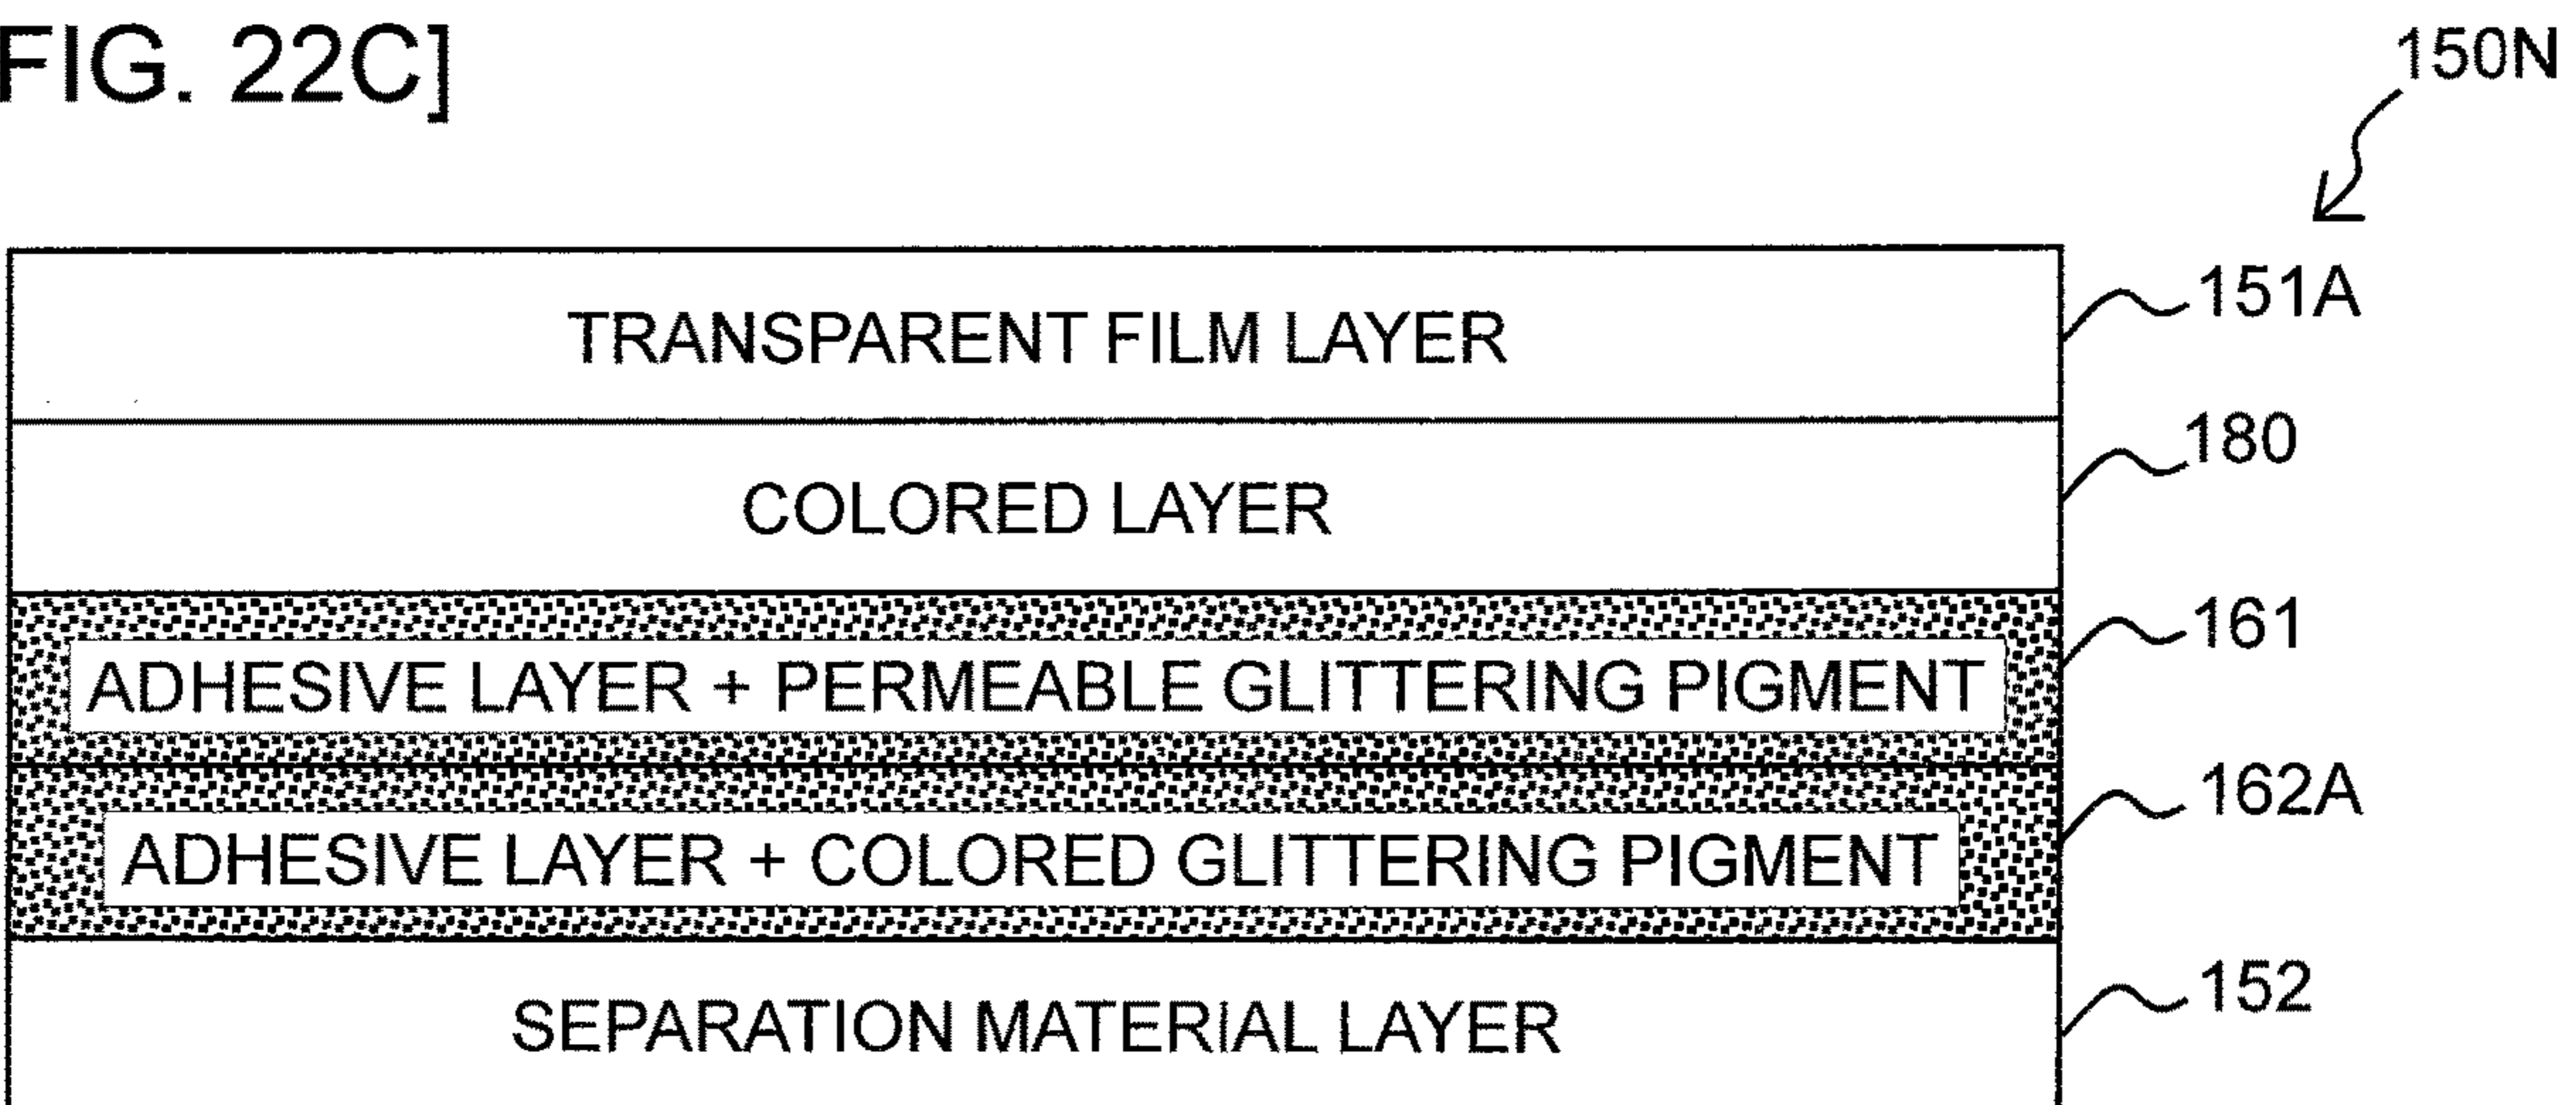 FIG. 22C]
150N
TRANSPARENT FILM LAYER
151A
COLORED LAYER
180
ADHESIVE LAYER + PERMEABLE GLITTERING PIGMENT
161
ADHESIVE LAYER + COLORED GLITTERING PIGMENT
162A
SEPARATION MATERIAL LAYER
152